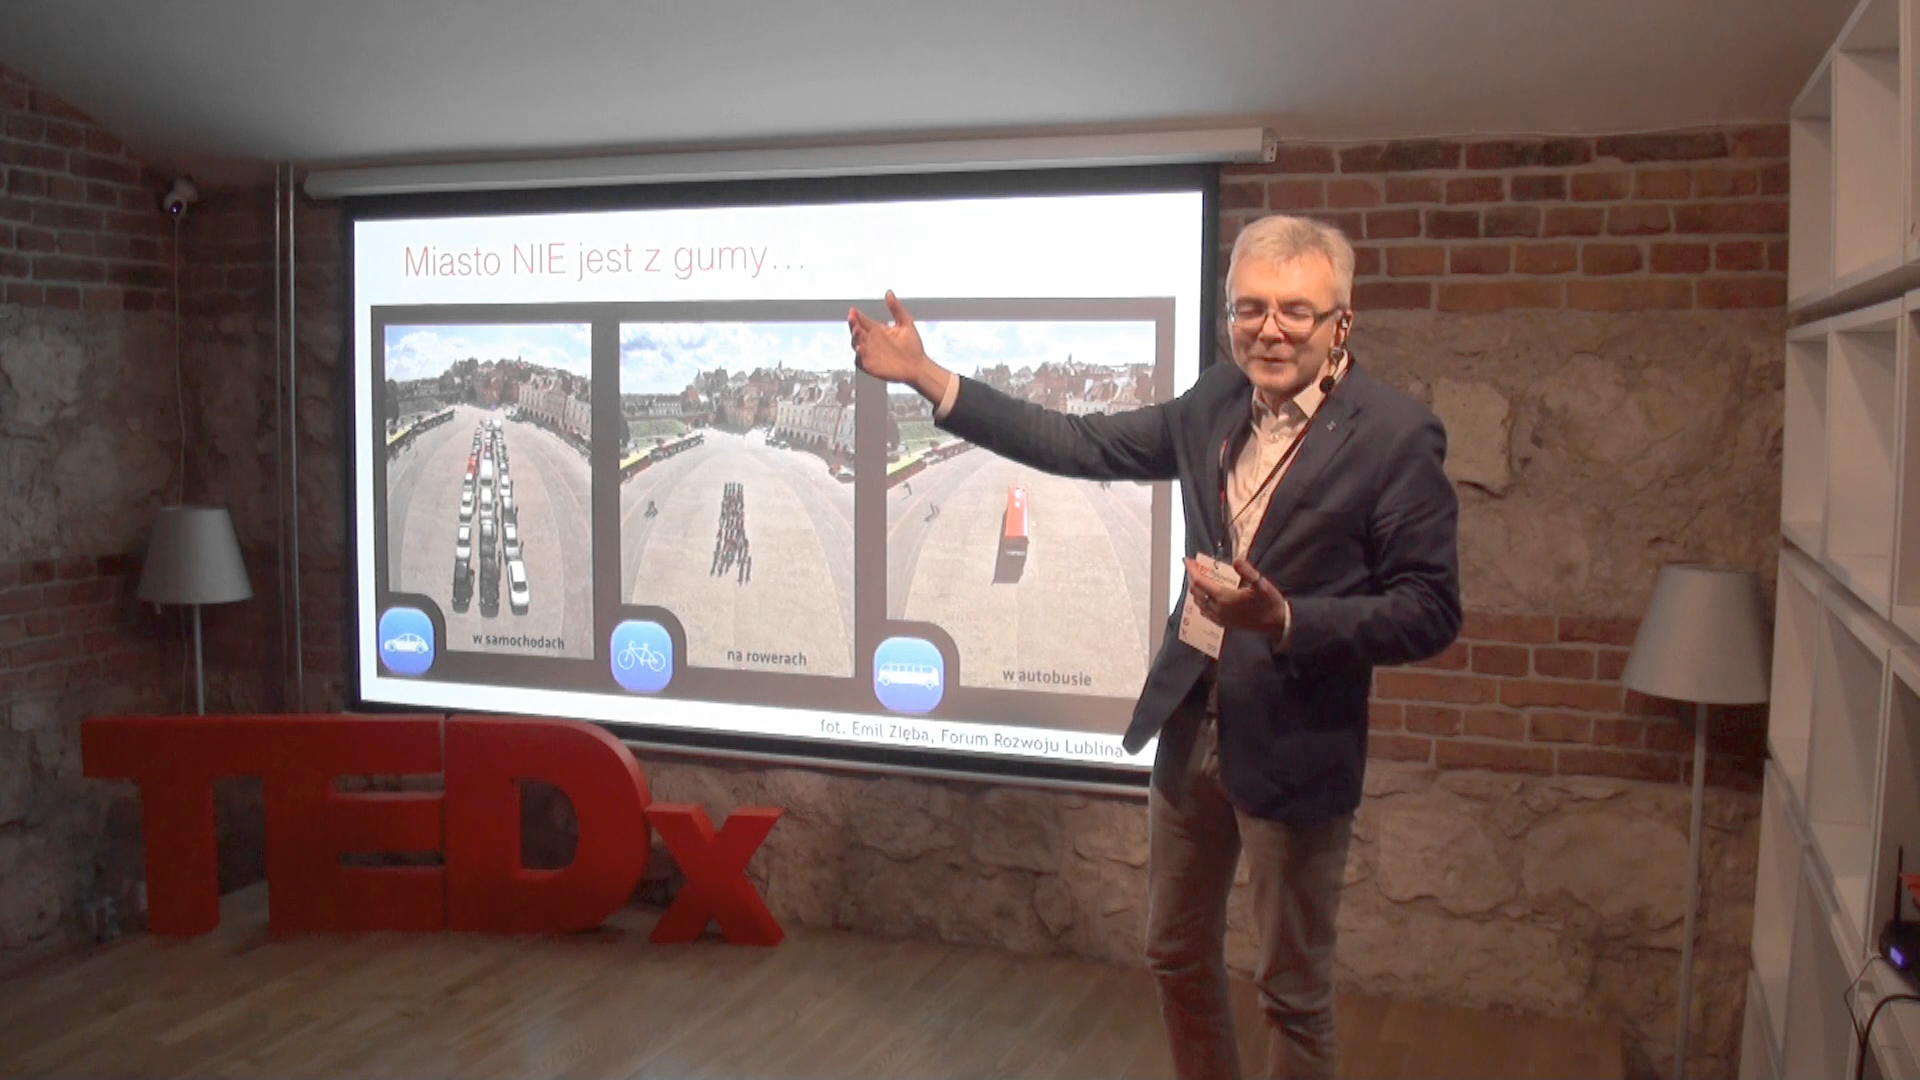 Miasto NIE jest z gumy...
w samochodach
na rowerach
w autobusie
fot. Emil Zięba, Forum Rozwoju Lublina
TEDx